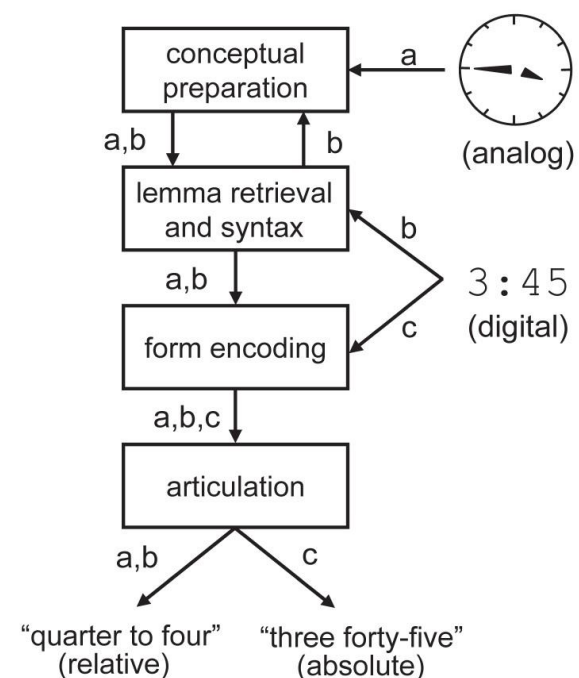 conceptual
preparation
a
(analog)
a,b
b
lemma retrieval
and syntax
b
a,b
3:45
(digital)
c
form encoding
a,b,c
articulation
a,b
c
“quarter to four”
(relative)
“three forty-five”
(absolute)